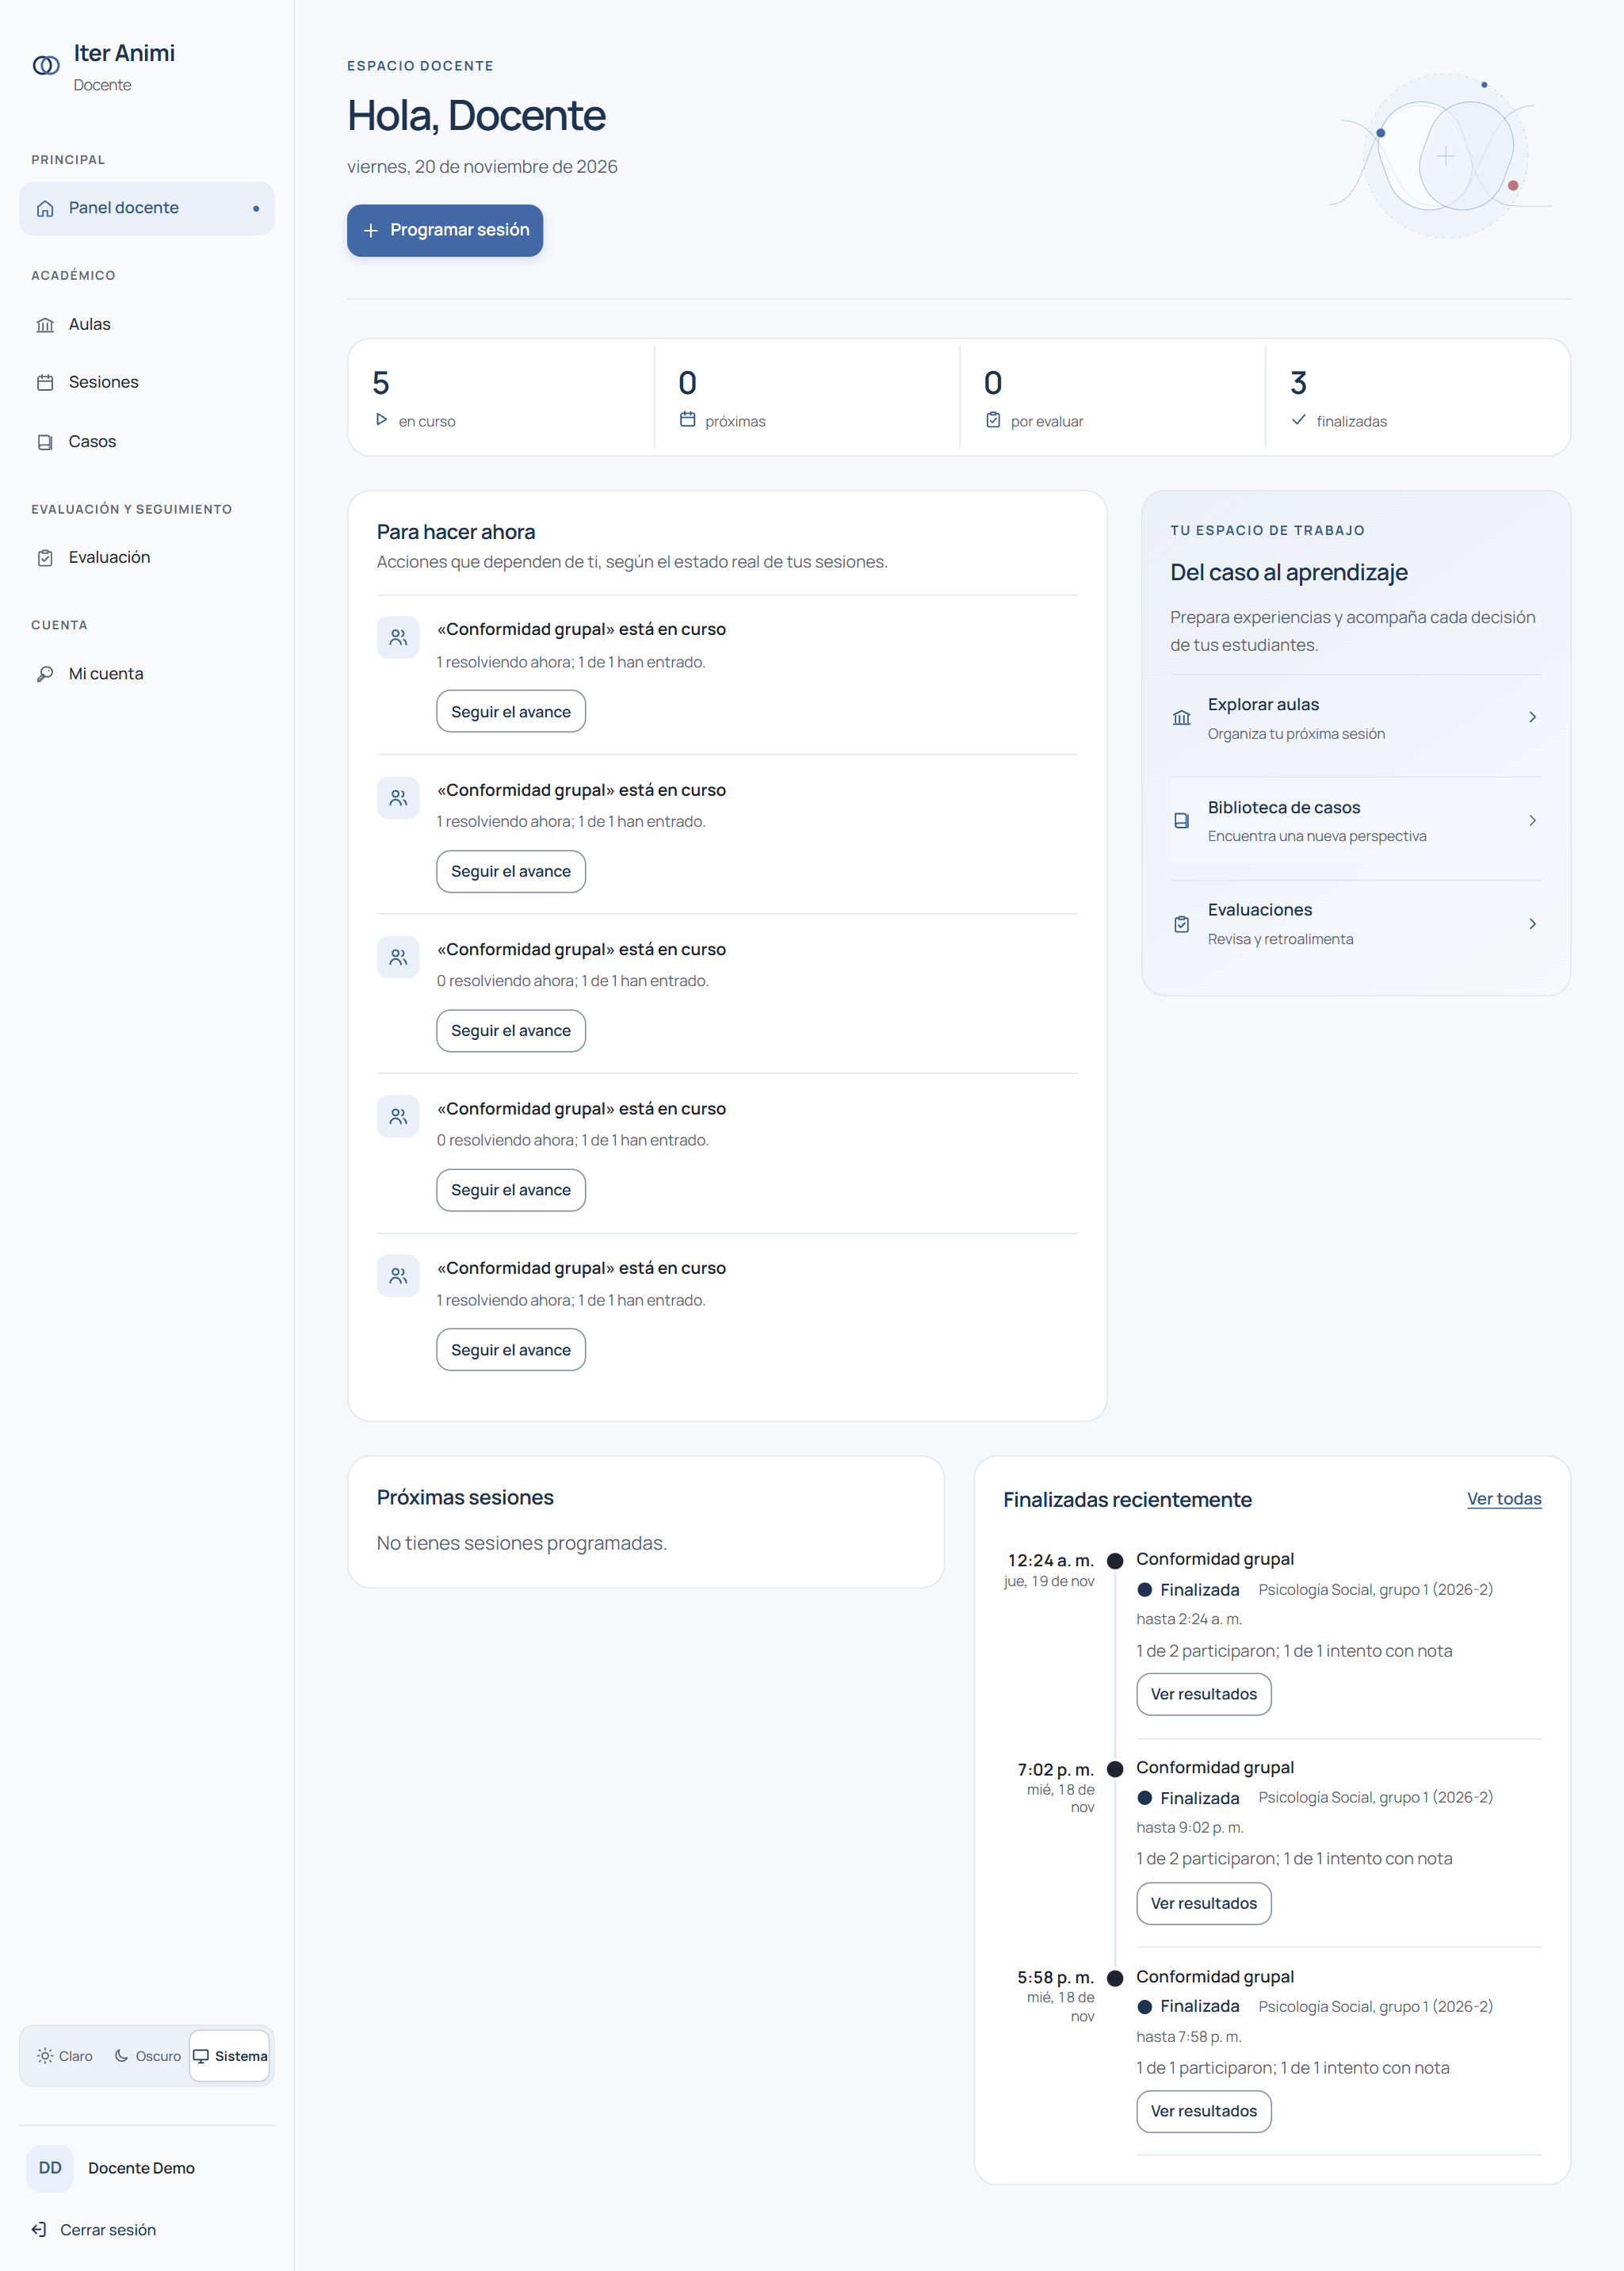 Iter Animi
Docente
PRINCIPAL
Panel docente
ACADÉMICO
Aulas
Sesiones
Casos
EVALUACIÓN Y SEGUIMIENTO
Evaluación
CUENTA
Mi cuenta
Claro
Oscuro
Sistema
DD
Docente Demo
Cerrar sesión
ESPACIO DOCENTE
Hola, Docente
viernes, 20 de noviembre de 2026
Programar sesión
5
en curso
0
próximas
0
por evaluar
3
finalizadas
Para hacer ahora
Acciones que dependen de ti, según el estado real de tus sesiones.
«Conformidad grupal» está en curso
1 resolviendo ahora; 1 de 1 han entrado.
Seguir el avance
«Conformidad grupal» está en curso
1 resolviendo ahora; 1 de 1 han entrado.
Seguir el avance
«Conformidad grupal» está en curso
0 resolviendo ahora; 1 de 1 han entrado.
Seguir el avance
«Conformidad grupal» está en curso
0 resolviendo ahora; 1 de 1 han entrado.
Seguir el avance
«Conformidad grupal» está en curso
1 resolviendo ahora; 1 de 1 han entrado.
Seguir el avance
TU ESPACIO DE TRABAJO
Del caso al aprendizaje
Prepara experiencias y acompaña cada decisión
de tus estudiantes.
Explorar aulas
Organiza tu próxima sesión
Biblioteca de casos
Encuentra una nueva perspectiva
Evaluaciones
Revisa y retroalimenta
Próximas sesiones
No tienes sesiones programadas.
Finalizadas recientemente
Ver todas
12:24 a. m.
jue, 19 de nov
Conformidad grupal
Finalizada Psicología Social, grupo 1 (2026-2)
hasta 2:24 a. m.
1 de 2 participaron; 1 de 1 intento con nota
Ver resultados
7:02 p. m.
mié, 18 de
nov
Conformidad grupal
Finalizada Psicología Social, grupo 1 (2026-2)
hasta 9:02 p. m.
1 de 2 participaron; 1 de 1 intento con nota
Ver resultados
5:58 p. m.
mié, 18 de
nov
Conformidad grupal
Finalizada Psicología Social, grupo 1 (2026-2)
hasta 7:58 p. m.
1 de 1 participaron; 1 de 1 intento con nota
Ver resultados